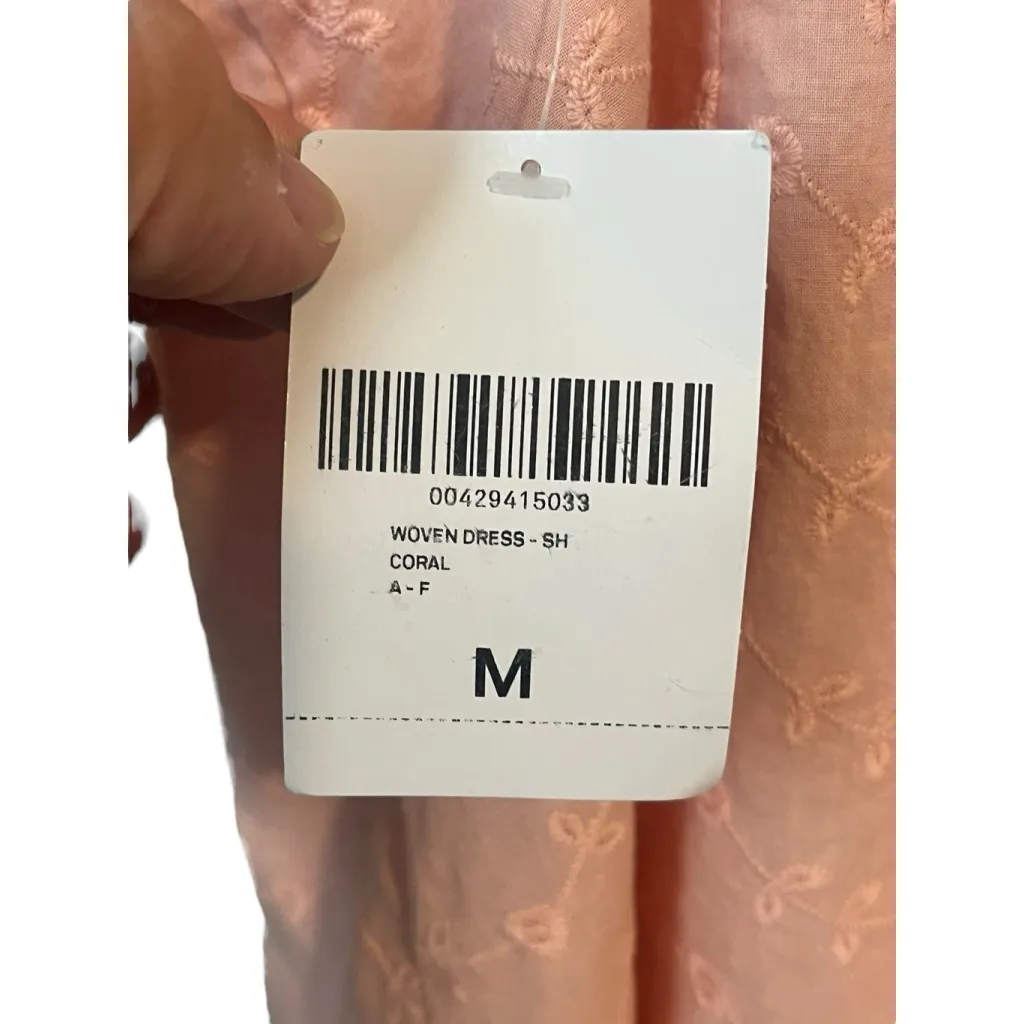 00429415033
WOVEN DRESS - SH
CORAL
A - F
M